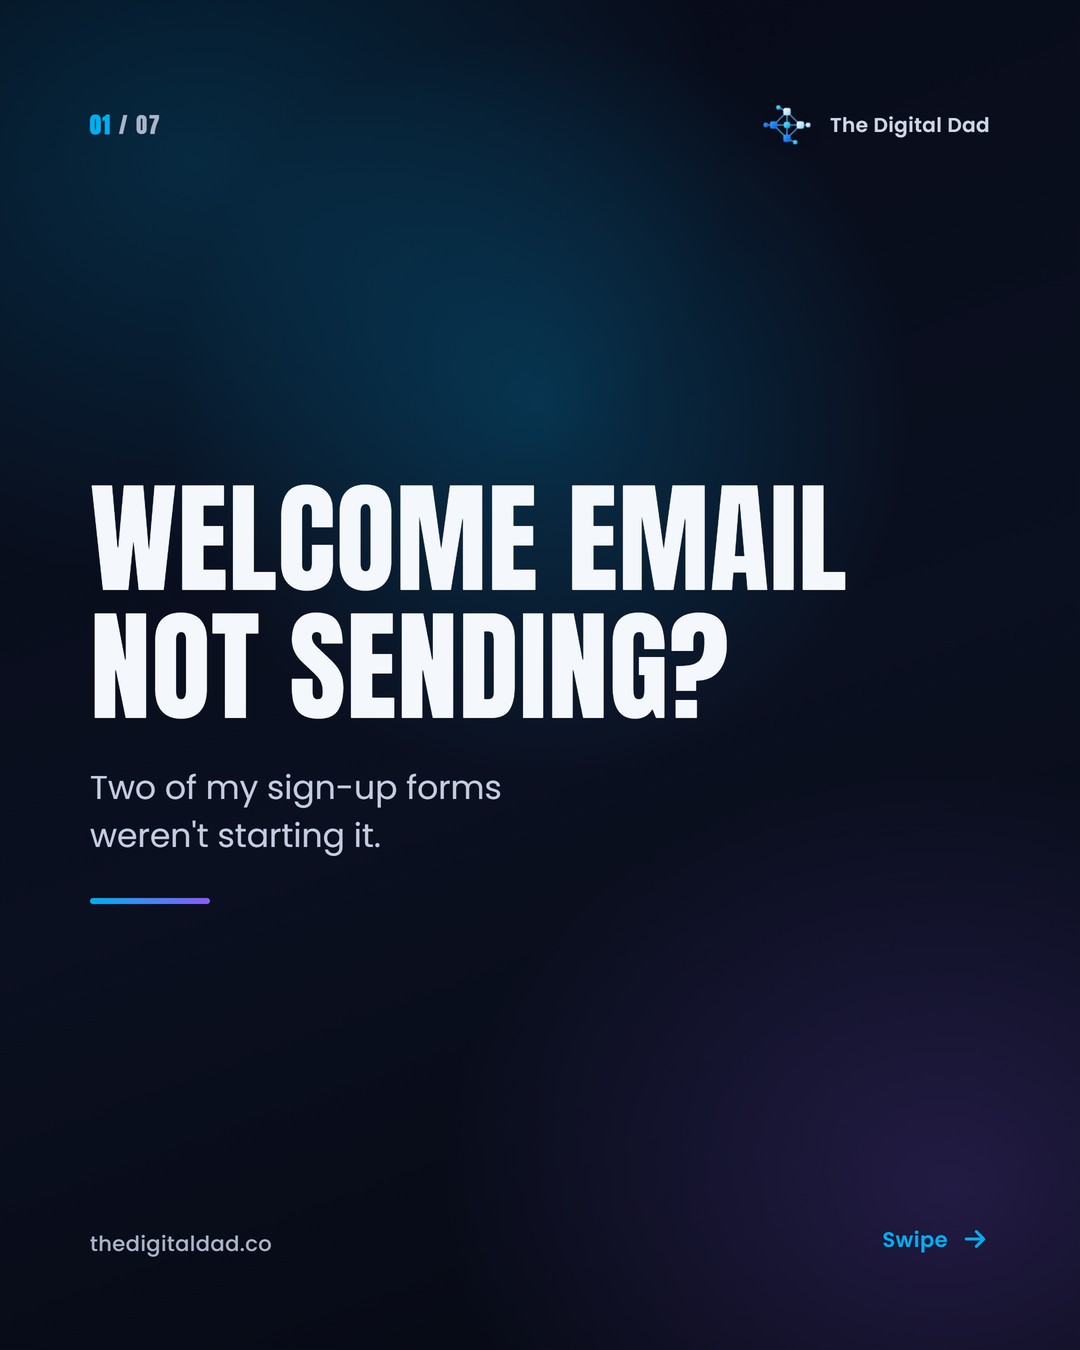 01 / 07
The Digital Dad
WELCOME EMAIL
NOT SENDING?
Two of my sign-up forms
weren't starting it.
thedigitaldad.co
Swipe →